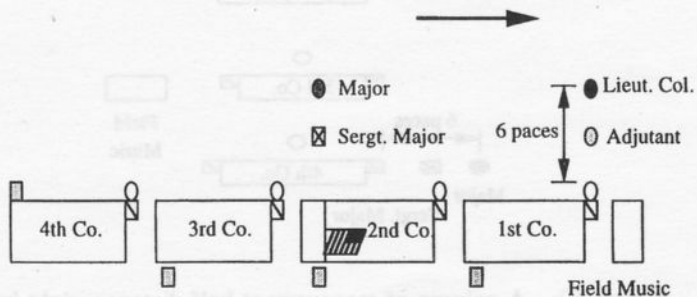 Major
Lieut. Col.
Sergt. Major
6 paces
Adjutant
4th Co.
3rd Co.
2nd Co.
1st Co.
Field Music